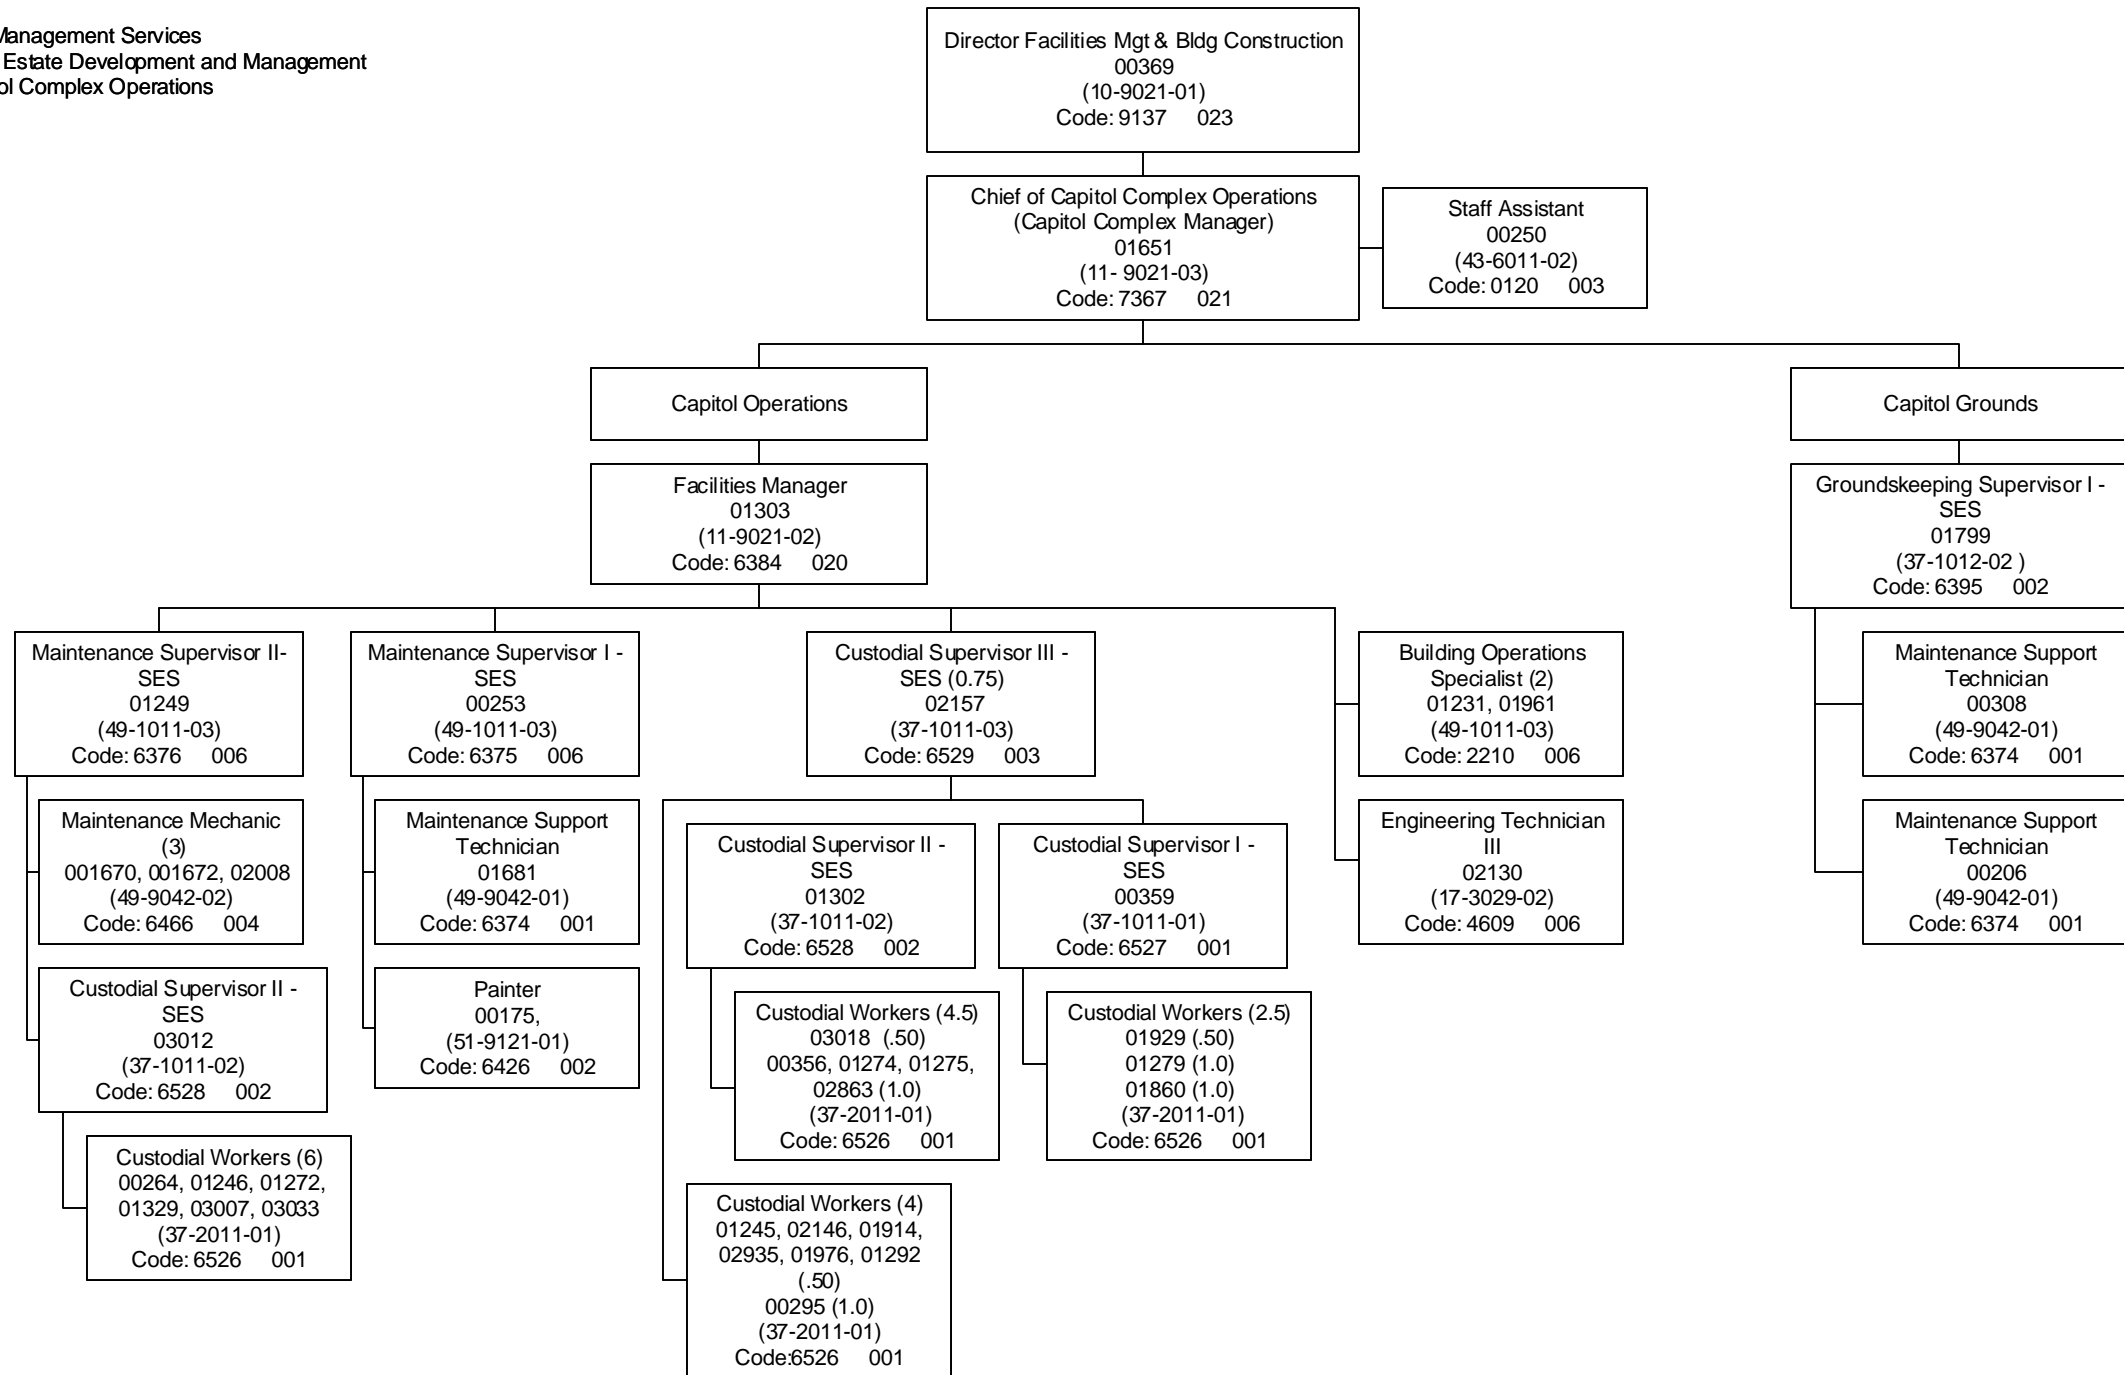 Management Services
Estate Development and Management
Complex Operations
Director Facilities Mgt & Bldg Construction
00369
(10-9021-01)
Code: 9137 023
Chief of Capitol Complex Operations
(Capitol Complex Manager)
01651
(11- 9021-03)
Code: 7367 021
Staff Assistant
00250
(43-6011-02)
Code: 0120 003
Capitol Operations
Capitol Grounds
Facilities Manager
01303
(11-9021-02)
Code: 6384 020
Groundskeeping Supervisor I -
SES
01799
(37-1012-02 )
Code: 6395 002
Maintenance Supervisor II-
SES
01249
(49-1011-03)
Code: 6376 006
Maintenance Supervisor I -
SES
00253
(49-1011-03)
Code: 6375 006
Custodial Supervisor III -
SES (0.75)
02157
(37-1011-03)
Code: 6529 003
Building Operations
Specialist (2)
01231, 01961
(49-1011-03)
Code: 2210 006
Maintenance Support
Technician
00308
(49-9042-01)
Code: 6374 001
Maintenance Mechanic
(3)
001670, 001672, 02008
(49-9042-02)
Code: 6466 004
Maintenance Support
Technician
01681
(49-9042-01)
Code: 6374 001
Custodial Supervisor II -
SES
01302
(37-1011-02)
Code: 6528 002
Custodial Supervisor I -
SES
00359
(37-1011-01)
Code: 6527 001
Engineering Technician
III
02130
(17-3029-02)
Code: 4609 006
Maintenance Support
Technician
00206
(49-9042-01)
Code: 6374 001
Custodial Supervisor II -
SES
03012
(37-1011-02)
Code: 6528 002
Painter
00175,
(51-9121-01)
Code: 6426 002
Custodial Workers (4.5)
03018 (.50)
00356, 01274, 01275,
02863 (1.0)
(37-2011-01)
Code: 6526 001
Custodial Workers (2.5)
01929 (.50)
01279 (1.0)
01860 (1.0)
(37-2011-01)
Code: 6526 001
Custodial Workers (6)
00264, 01246, 01272,
01329, 03007, 03033
(37-2011-01)
Code: 6526 001
Custodial Workers (4)
01245, 02146, 01914,
02935, 01976, 01292
(.50)
00295 (1.0)
(37-2011-01)
Code:6526 001